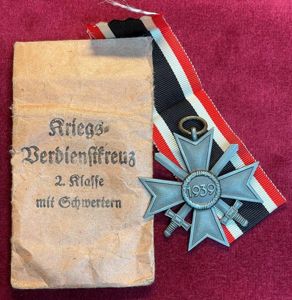 Kriegs-
Verdienstkreuz
2. Klasse
mit Schwertern
1939